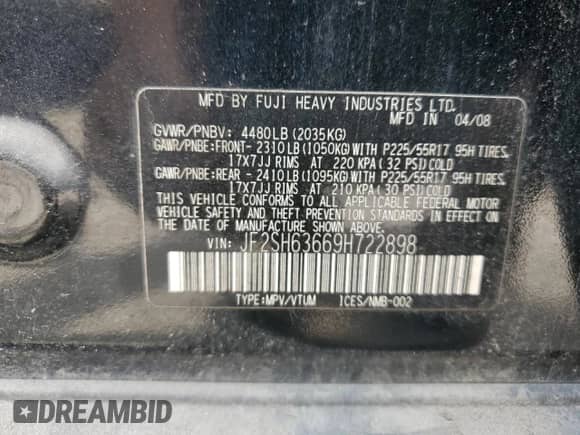 MFD BY FUJI HEAVY INDUSTRIES LTD.
MFD IN 04/08
GVWR/PNBV: 4480LB(2035KG)
GAWR/PNBE:FRONT- 2310LB(1050KG)WITH P225/55R17 95H TIRES,
17X7JJ RIMS AT 220 KPA(32 PSI)COLD
GAWR/PNBE:REAR - 2410LB(1095KG)WITH P225/55R17 95H TIRES,
17X7JJ RIMS AT 210 KPA(30 PSI)COLD
THIS VEHICLE CONFORMS TO ALL APPLICABLE FEDERAL MOTOR
VEHICLE SAFETY AND BUMPER STANDARDS IN EFFECT ON
THE DATE OF MANUFACTURE SHOWN ABOVE.
VIN: JF2SH63669H722898
TYPE:MPV/VTUM ICES/NMB-002
DREAMBID